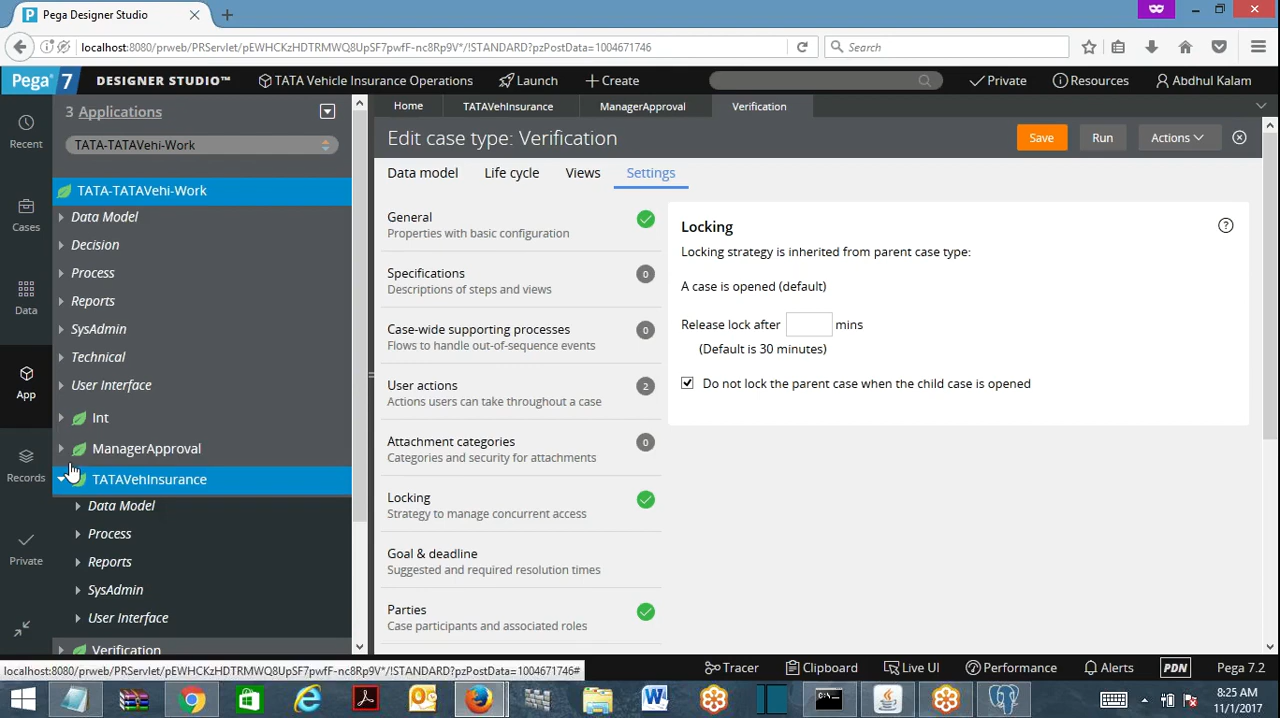 Pega Designer Studio
localhost:8080/prweb/PRServlet/pEWHCKzHDTRMWQ8UpSF7pwfF-nc8Rp9V*/!STANDARD?pzPostData=1004671746
Search
Pega 7 DESIGNER STUDIO™ TATA Vehicle Insurance Operations Launch Create Private Resources Abdhul Kalam
Home TATAVehInsurance ManagerApproval Verification
3 Applications
TATA-TATAVehi-Work
TATA-TATAVehi-Work
Data Model
Decision
Process
Reports
SysAdmin
Technical
User Interface
Int
ManagerApproval
TATAVehInsurance
Data Model
Process
Reports
SysAdmin
User Interface
Verification
Recent
Cases
Data
App
Records
Private
Edit case type: Verification
Save Run Actions
Data model Life cycle Views Settings
General
Properties with basic configuration
Specifications
0
Descriptions of steps and views
Case-wide supporting processes
0
Flows to handle out-of-sequence events
User actions
2
Actions users can take throughout a case
Attachment categories
0
Categories and security for attachments
Locking
Strategy to manage concurrent access
Goal & deadline
Suggested and required resolution times
Parties
Case participants and associated roles
Locking
?
Locking strategy is inherited from parent case type:
A case is opened (default)
Release lock after mins
(Default is 30 minutes)
Do not lock the parent case when the child case is opened
localhost:8080/prweb/PRServlet/pEWHCKzHDTRMWQ8UpSF7pwfF-nc8Rp9V*/!STANDARD?pzPostData=1004671746#
Tracer Clipboard Live UI Performance Alerts PDN Pega 7.2
8:25 AM
11/1/2017